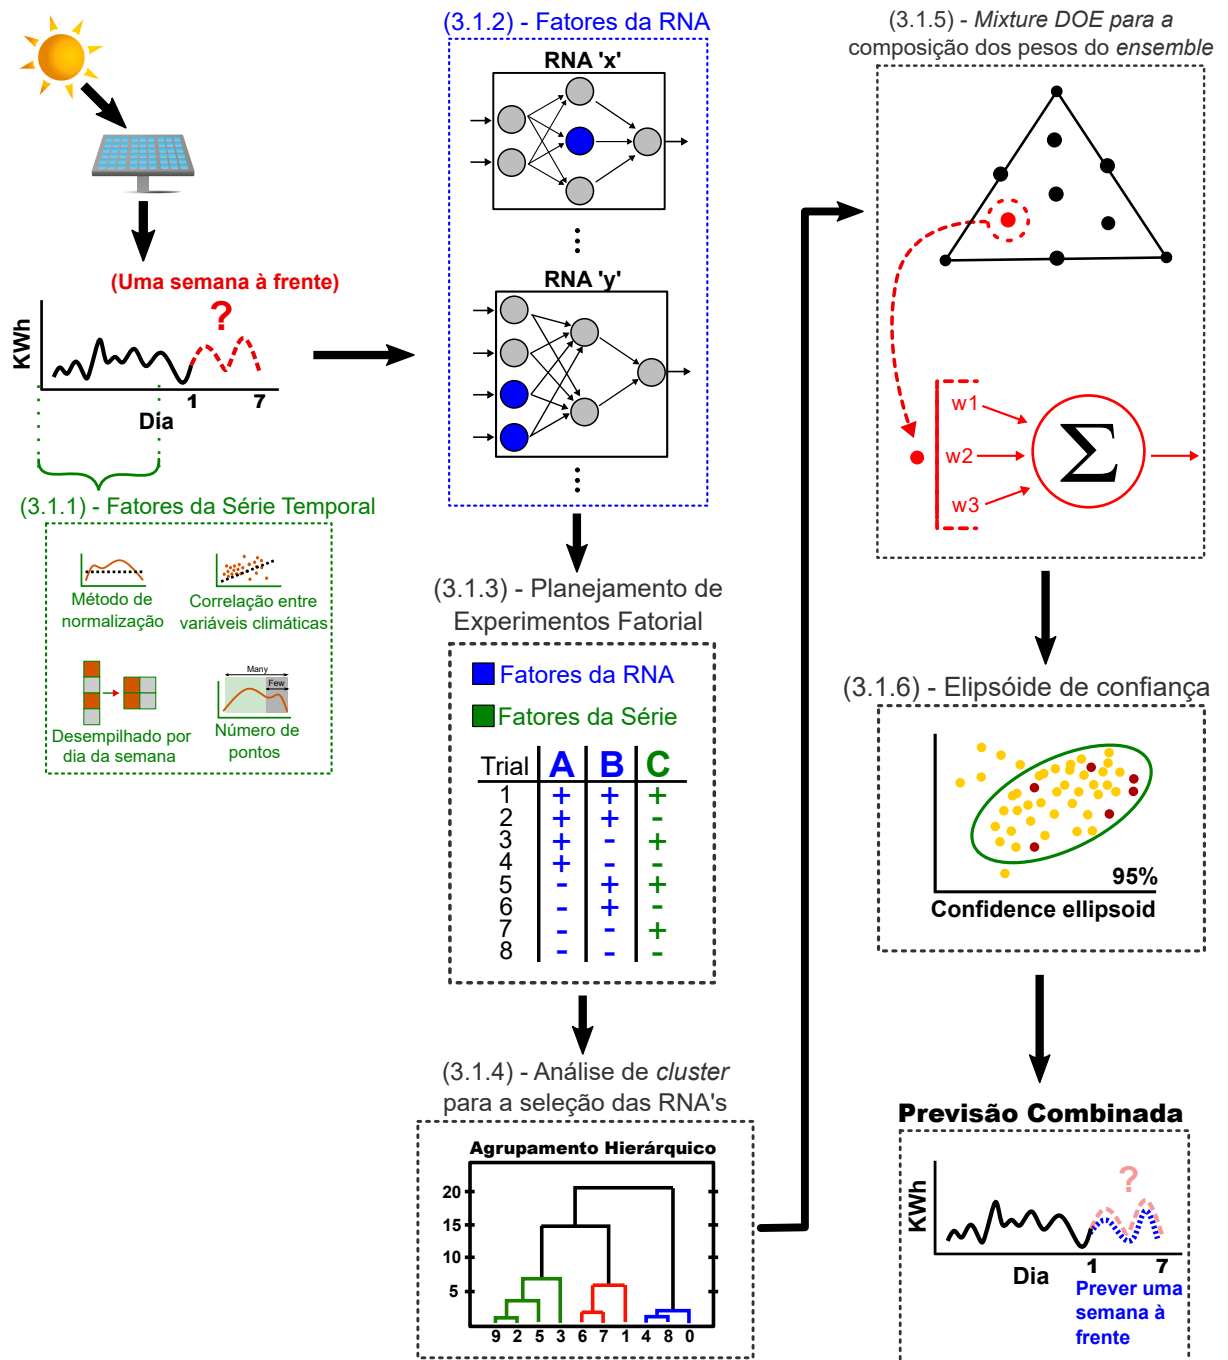 (Uma semana à frente)
?
KWh
1
7
Dia
(3.1.1) - Fatores da Série Temporal
Método de
normalização
Correlação entre
variáveis climáticas
Desempilhado por
dia da semana
Many
Few
Número de
pontos
(3.1.2) - Fatores da RNA
RNA 'x'
RNA 'y'
(3.1.3) - Planejamento de
Experimentos Fatorial
Fatores da RNA
Fatores da Série
Trial A B C
1 + + +
2 + + -
3 + - +
4 + - -
5 - + +
6 - + -
7 - - +
8 - - -
(3.1.4) - Análise de cluster
para a seleção das RNA's
Agrupamento Hierárquico
20
15
10
5
9 2 5 3 6 7 1 4 8 0
(3.1.5) - Mixture DOE para a
composição dos pesos do ensemble
w1
w2
w3
Σ
(3.1.6) - Elipsóide de confiança
95%
Confidence ellipsoid
Previsão Combinada
?
KWh
1
7
Dia
Prever uma
semana à
frente